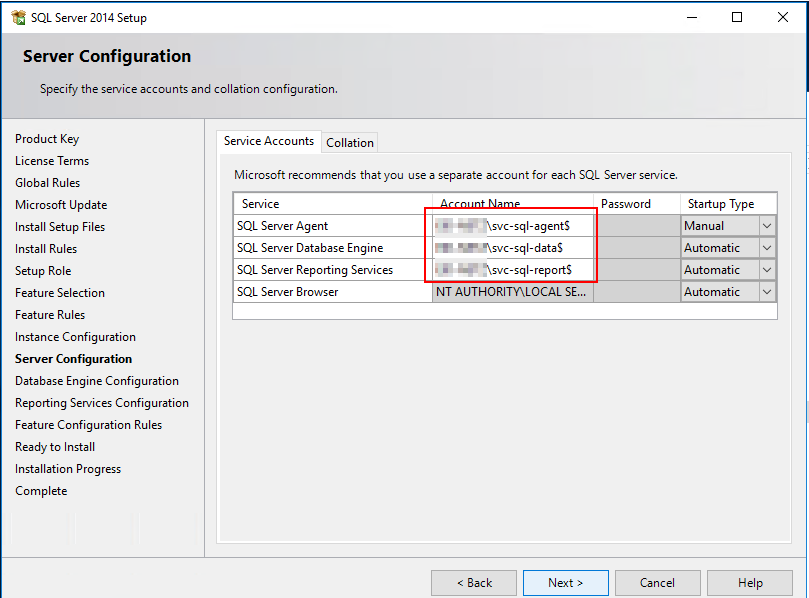 SQL Server 2014 Setup
Server Configuration
Specify the service accounts and collation configuration.
Product Key
License Terms
Global Rules
Microsoft Update
Install Setup Files
Install Rules
Setup Role
Feature Selection
Feature Rules
Instance Configuration
Server Configuration
Database Engine Configuration
Reporting Services Configuration
Feature Configuration Rules
Ready to Install
Installation Progress
Complete
Service Accounts Collation
Microsoft recommends that you use a separate account for each SQL Server service.
Service Account Name Password Startup Type
SQL Server Agent \svc-sql-agent$ Manual
SQL Server Database Engine \svc-sql-data$ Automatic
SQL Server Reporting Services \svc-sql-report$ Automatic
SQL Server Browser NT AUTHORITY\LOCAL SE... Automatic
< Back Next > Cancel Help